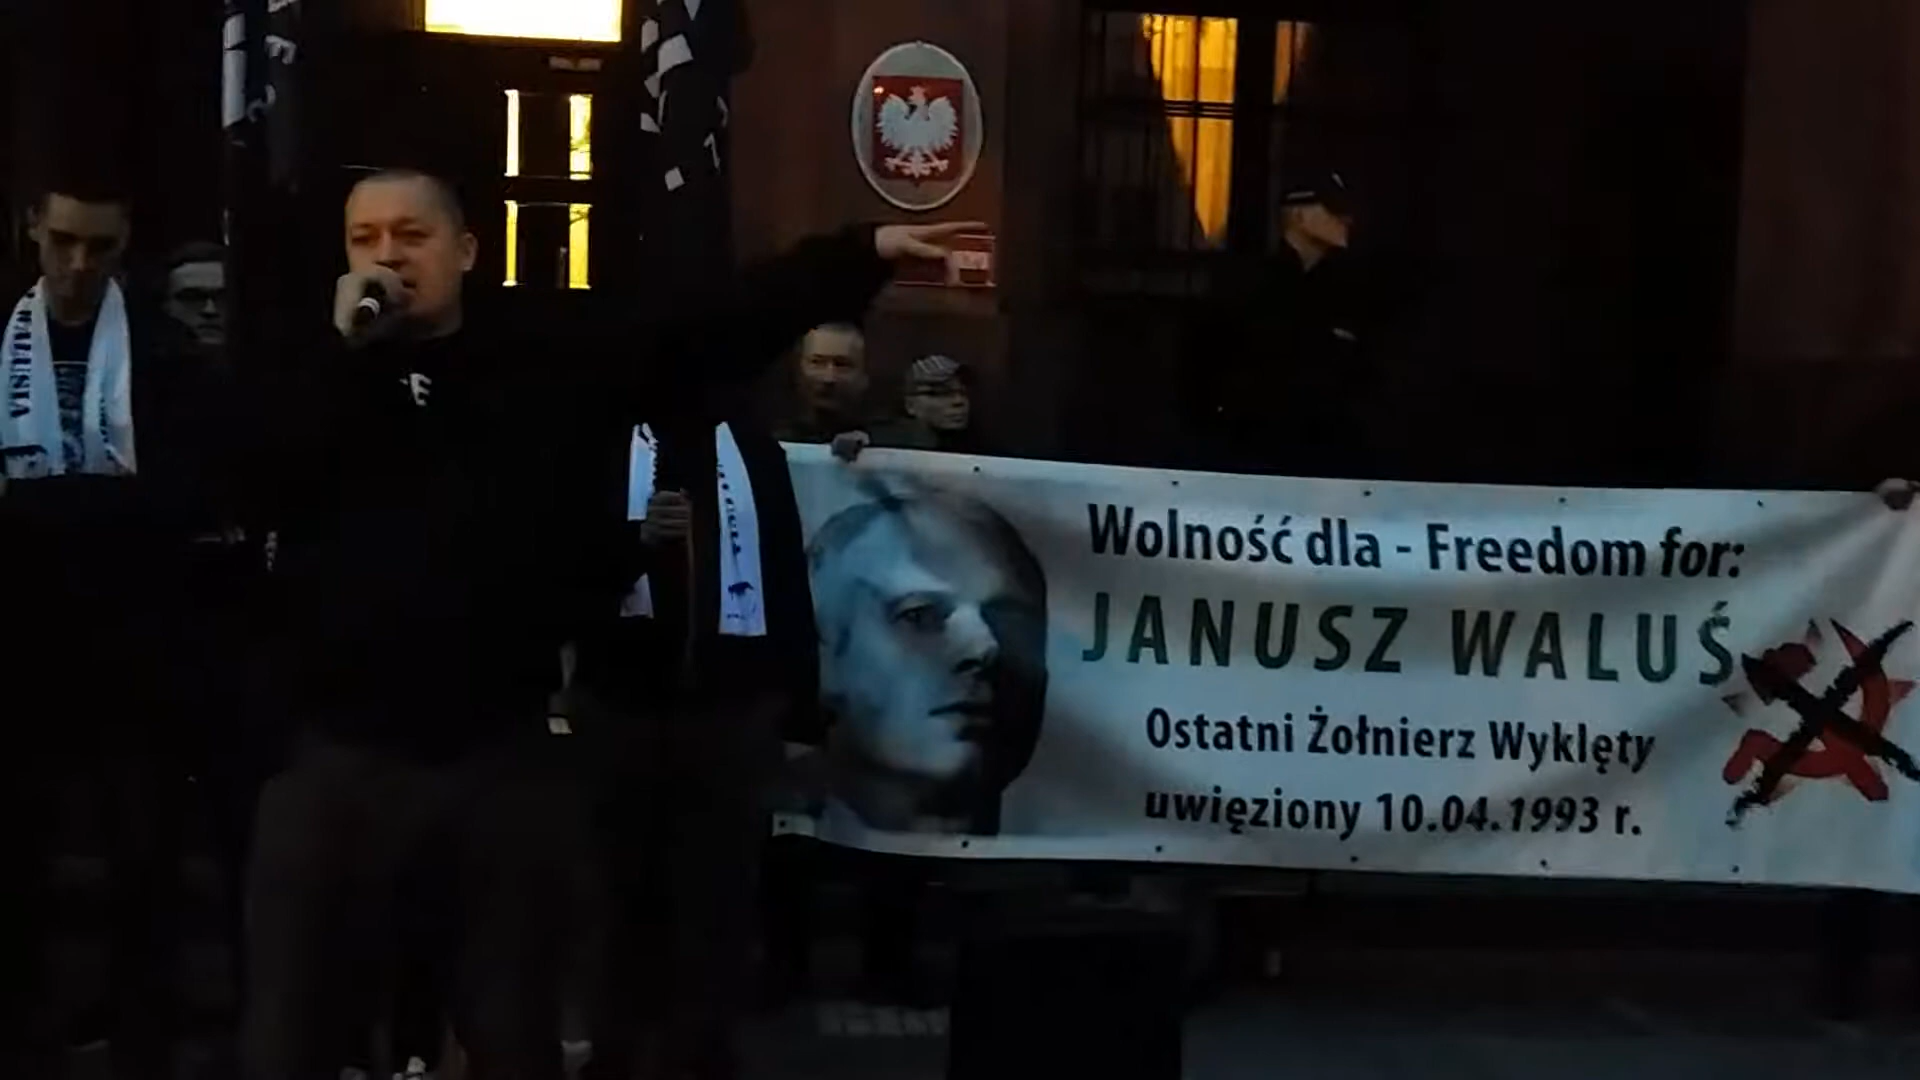 Wolność dla - Freedom for:
JANUSZ WALUŚ
Ostatni Żołnierz Wyklęty
uwięziony 10.04.1993 r.